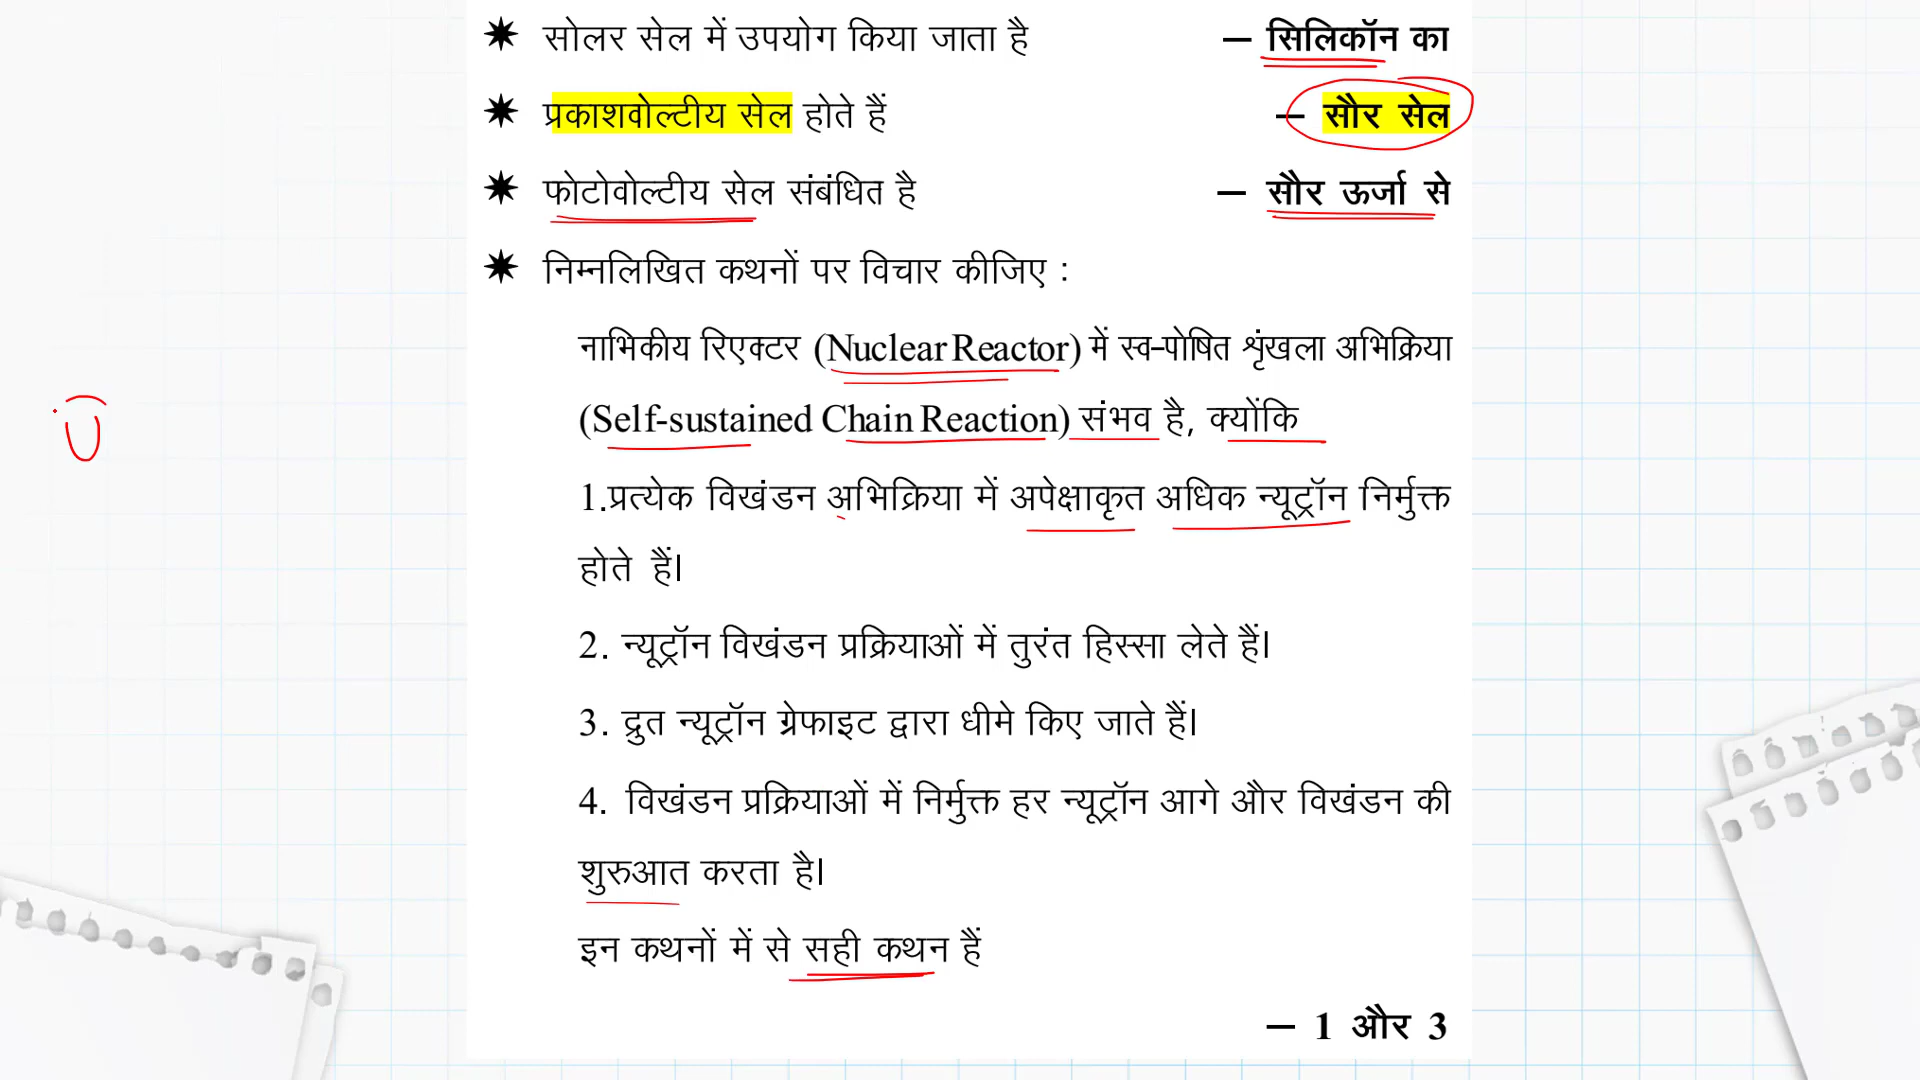 ✷ सोलर सेल में उपयोग किया जाता है — सिलिकॉन का
✷ प्रकाशवोल्टीय सेल होते हैं — सौर सेल
✷ फोटोवोल्टीय सेल संबंधित है — सौर ऊर्जा से
✷ निम्नलिखित कथनों पर विचार कीजिए :
नाभिकीय रिएक्टर (Nuclear Reactor) में स्व-पोषित शृंखला अभिक्रिया
(Self-sustained Chain Reaction) संभव है, क्योंकि
1.प्रत्येक विखंडन अभिक्रिया में अपेक्षाकृत अधिक न्यूट्रॉन निर्मुक्त
होते हैं।
2. न्यूट्रॉन विखंडन प्रक्रियाओं में तुरंत हिस्सा लेते हैं।
3. द्रुत न्यूट्रॉन ग्रेफाइट द्वारा धीमे किए जाते हैं।
4. विखंडन प्रक्रियाओं में निर्मुक्त हर न्यूट्रॉन आगे और विखंडन की
शुरुआत करता है।
इन कथनों में से सही कथन हैं
— 1 और 3